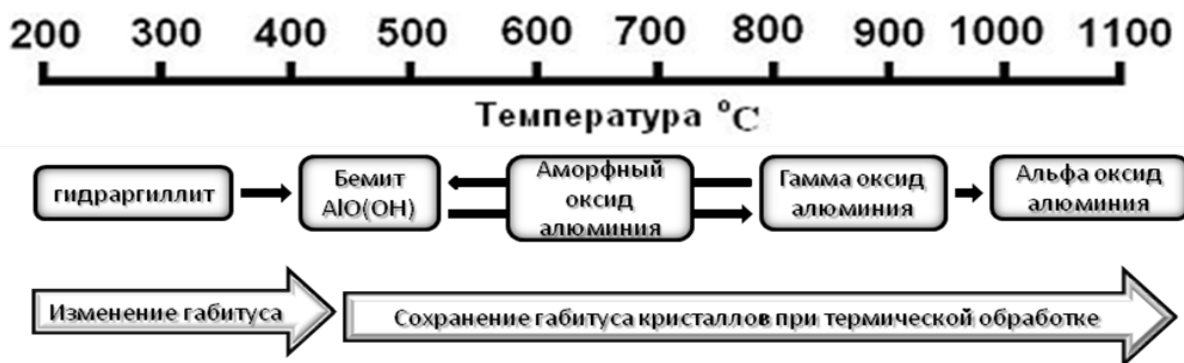 200 300 400 500 600 700 800 900 1000 1100
Температура °C
гидраргиллит
Бемит
AlO(OH)
Аморфный
оксид
алюминия
Гамма оксид
алюминия
Альфа оксид
алюминия
Изменение габитуса
Сохранение габитуса кристаллов при термической обработке